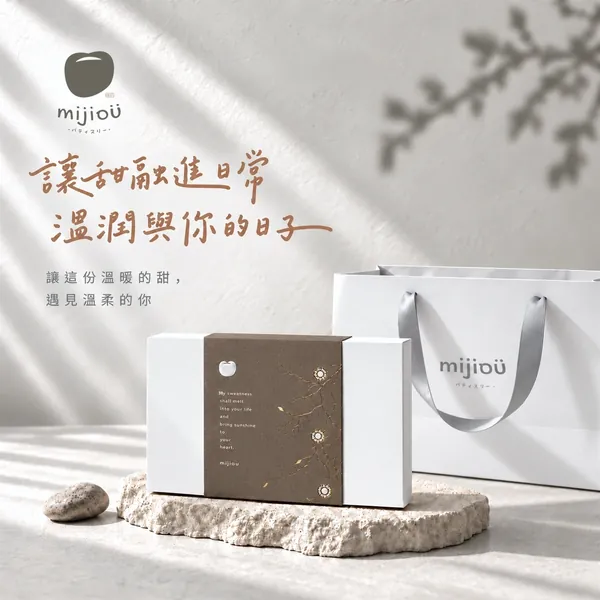 mijioü
-パティスリー-
讓甜融進日常
溫潤與你的日子
讓這份溫暖的甜，
遇見溫柔的你
My sweetness
shall melt
into your life
and
bring sunshine
to
your
heart.
mijiou
mijioü
-パティスリー-